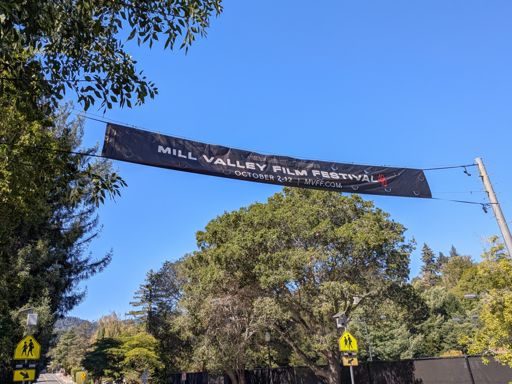 MILL VALLEY FILM FESTIVAL
OCTOBER 2-12 | MVFF.COM